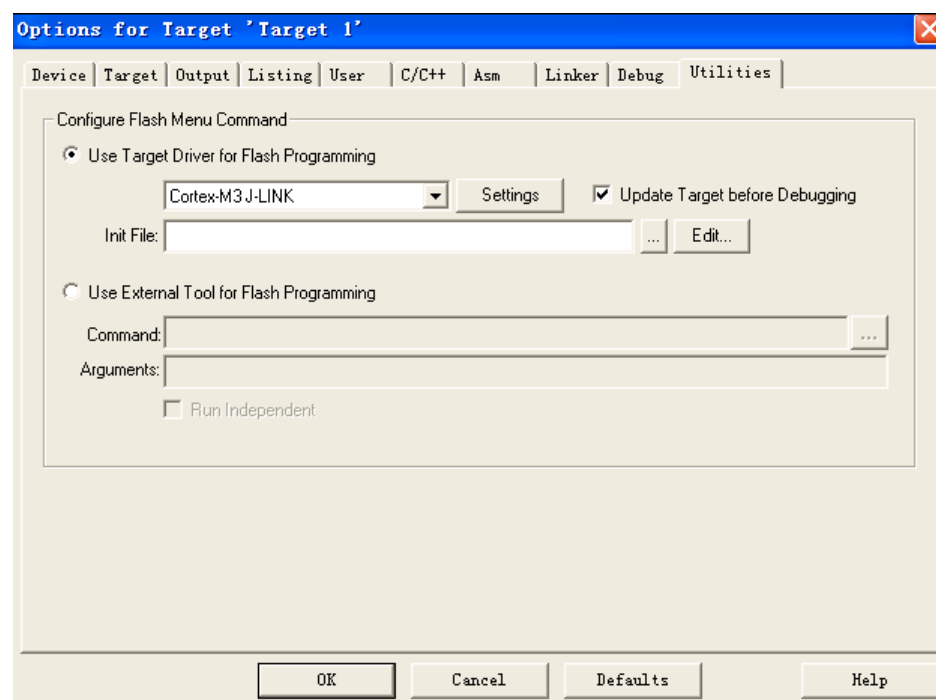 Options for Target 'Target 1'
Device Target Output Listing User C/C++ Asm Linker Debug Utilities
Configure Flash Menu Command
Use Target Driver for Flash Programming
Cortex-M3 J-LINK Settings Update Target before Debugging
Init File: ... Edit...
Use External Tool for Flash Programming
Command: ...
Arguments:
Run Independent
OK Cancel Defaults Help